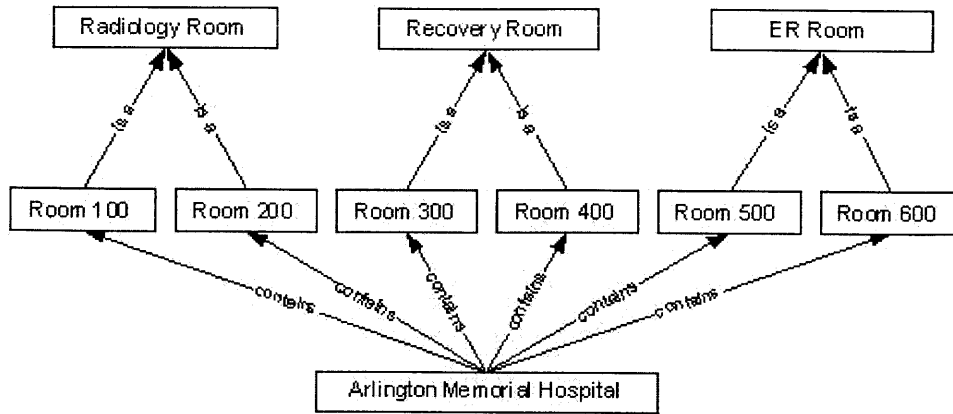 Radiology Room
Recovery Room
ER Room
is a
is a
is a
is a
is a
is a
Room 100
Room 200
Room 300
Room 400
Room 500
Room 600
contains
contains
contains
contains
contains
contains
Arlington Memorial Hospital